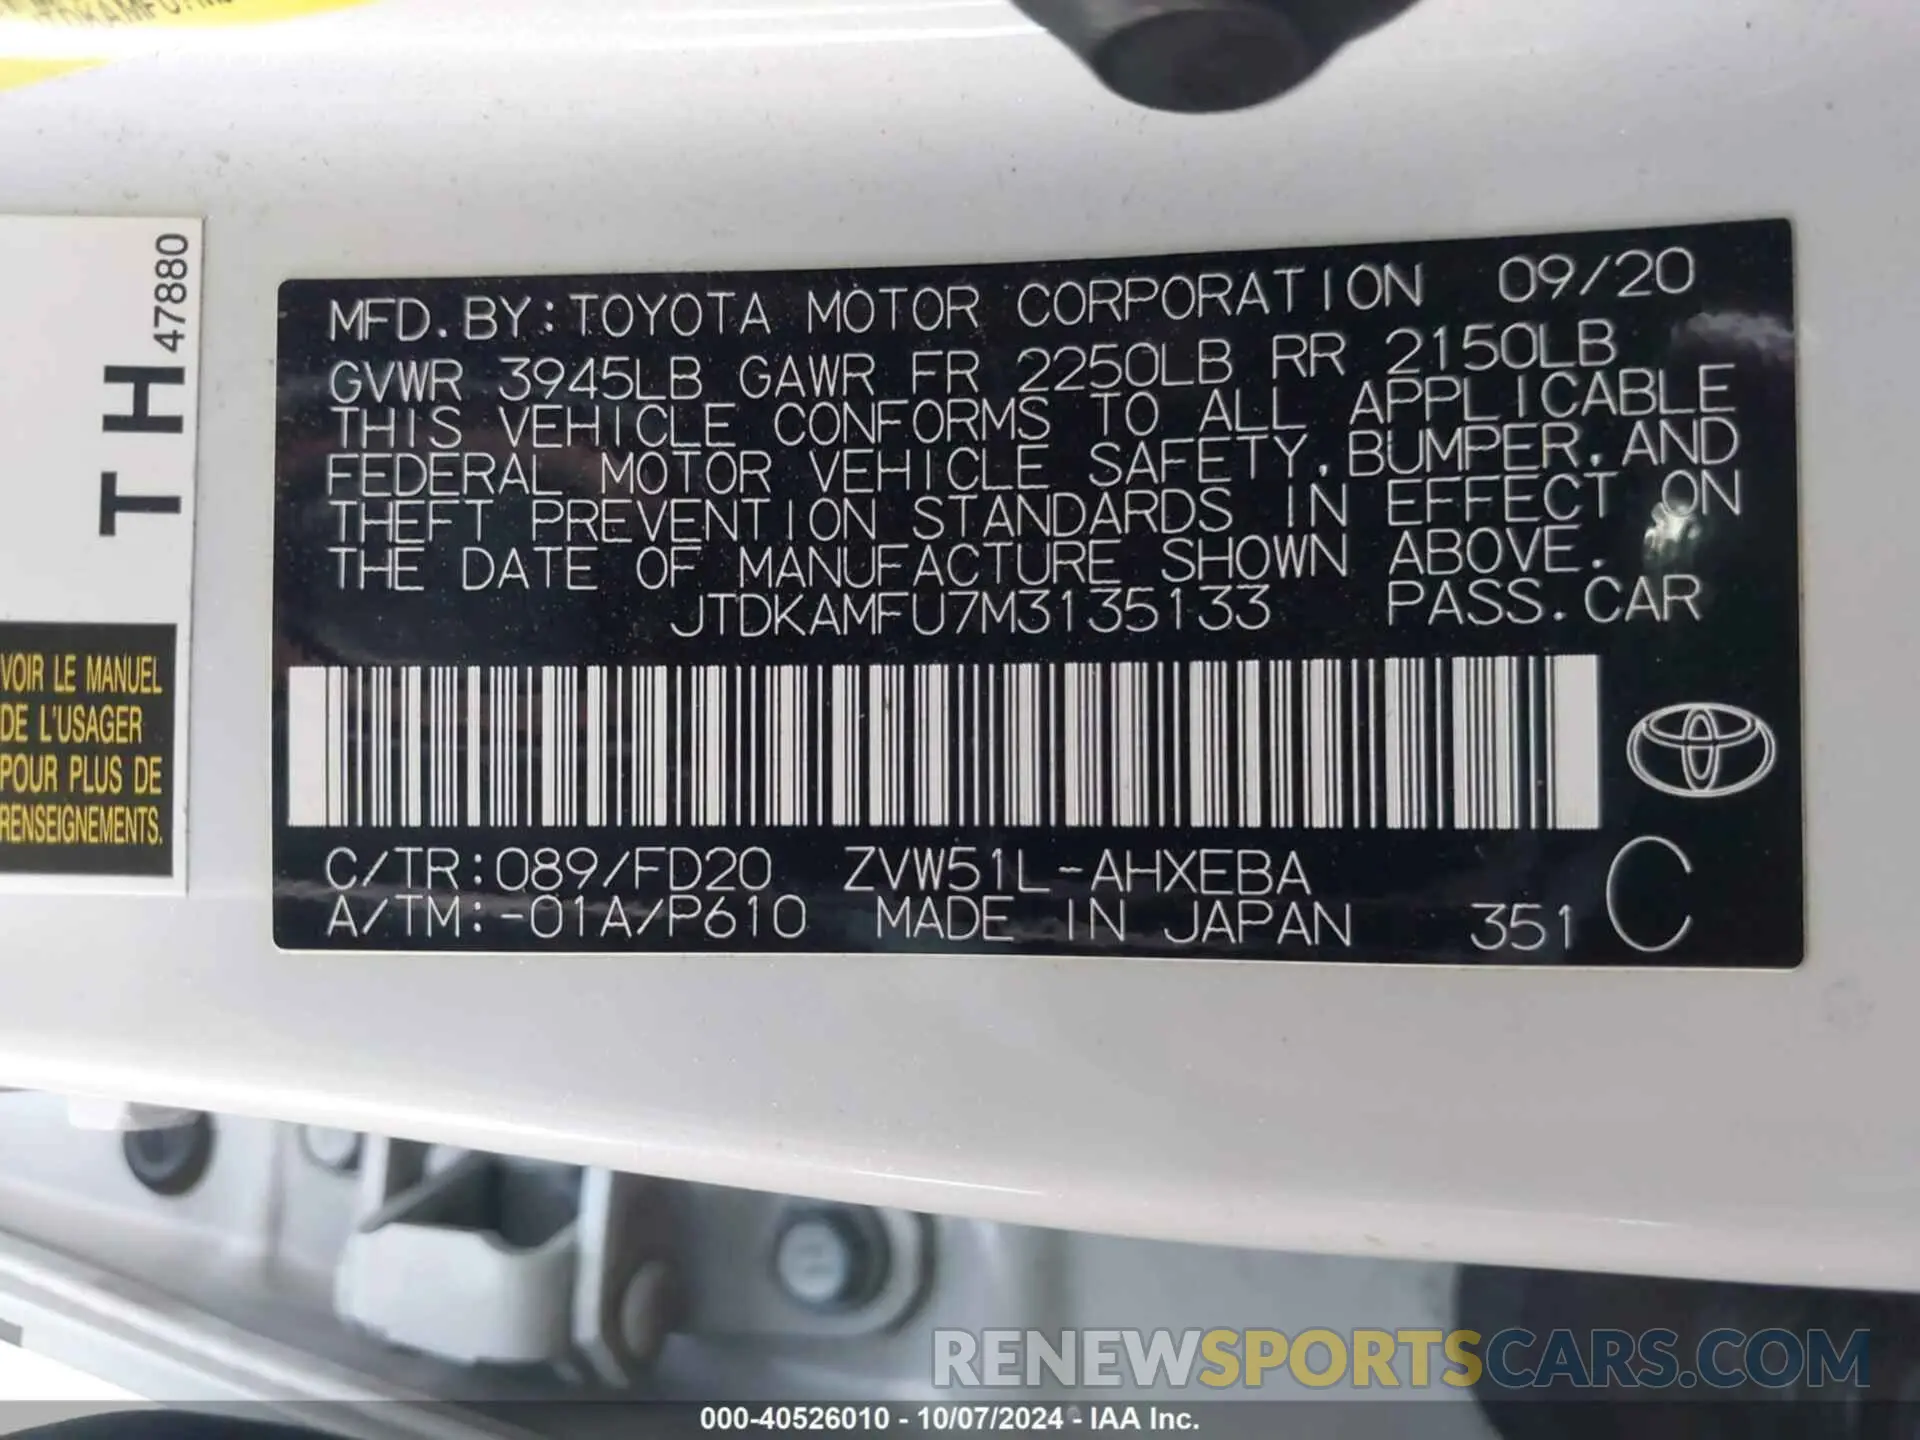 47880
T H
VOIR LE MANUEL
DE L'USAGER
POUR PLUS DE
RENSEIGNEMENTS.
MFD. BY: TOYOTA MOTOR CORPORATION 09/20
GVWR 3945LB GAWR FR 2250LB RR 2150LB
THIS VEHICLE CONFORMS TO ALL APPLICABLE
FEDERAL MOTOR VEHICLE SAFETY, BUMPER, AND
THEFT PREVENTION STANDARDS IN EFFECT ON
THE DATE OF MANUFACTURE SHOWN ABOVE.
JTDKAMFU7M3135133 PASS. CAR
C/TR: 089/FD20 ZVW51L-AHXEBA
A/TM: -01A/P610 MADE IN JAPAN 351 C
RENEWSPORTSCARS.COM
000-40526010 - 10/07/2024 - IAA Inc.